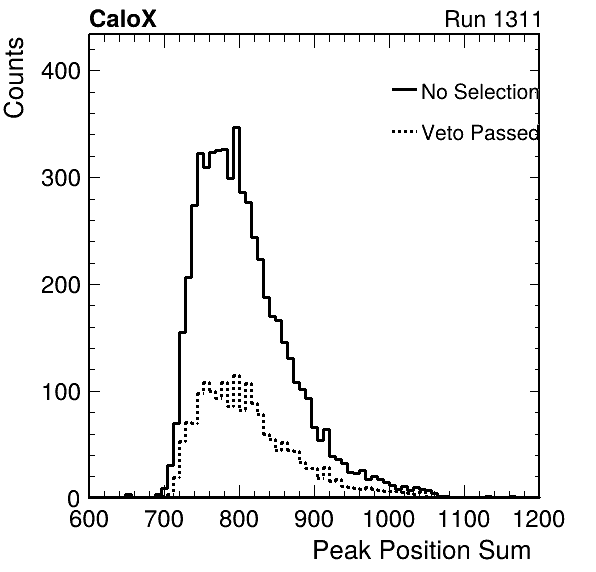 CaloX Run 1311
Counts
400
No Selection
Veto Passed
300
200
100
0
600 700 800 900 1000 1100 1200
Peak Position Sum